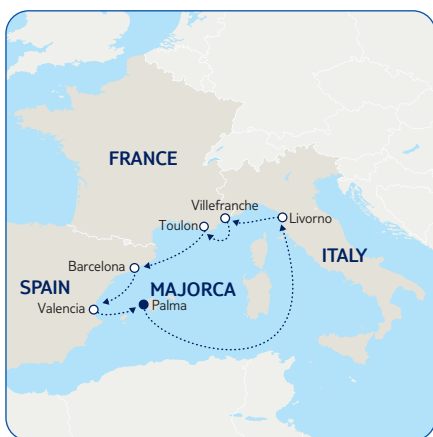 FRANCE
Villefranche
Toulon
Livorno
ITALY
Barcelona
SPAIN
MAJORCA
Valencia
Palma